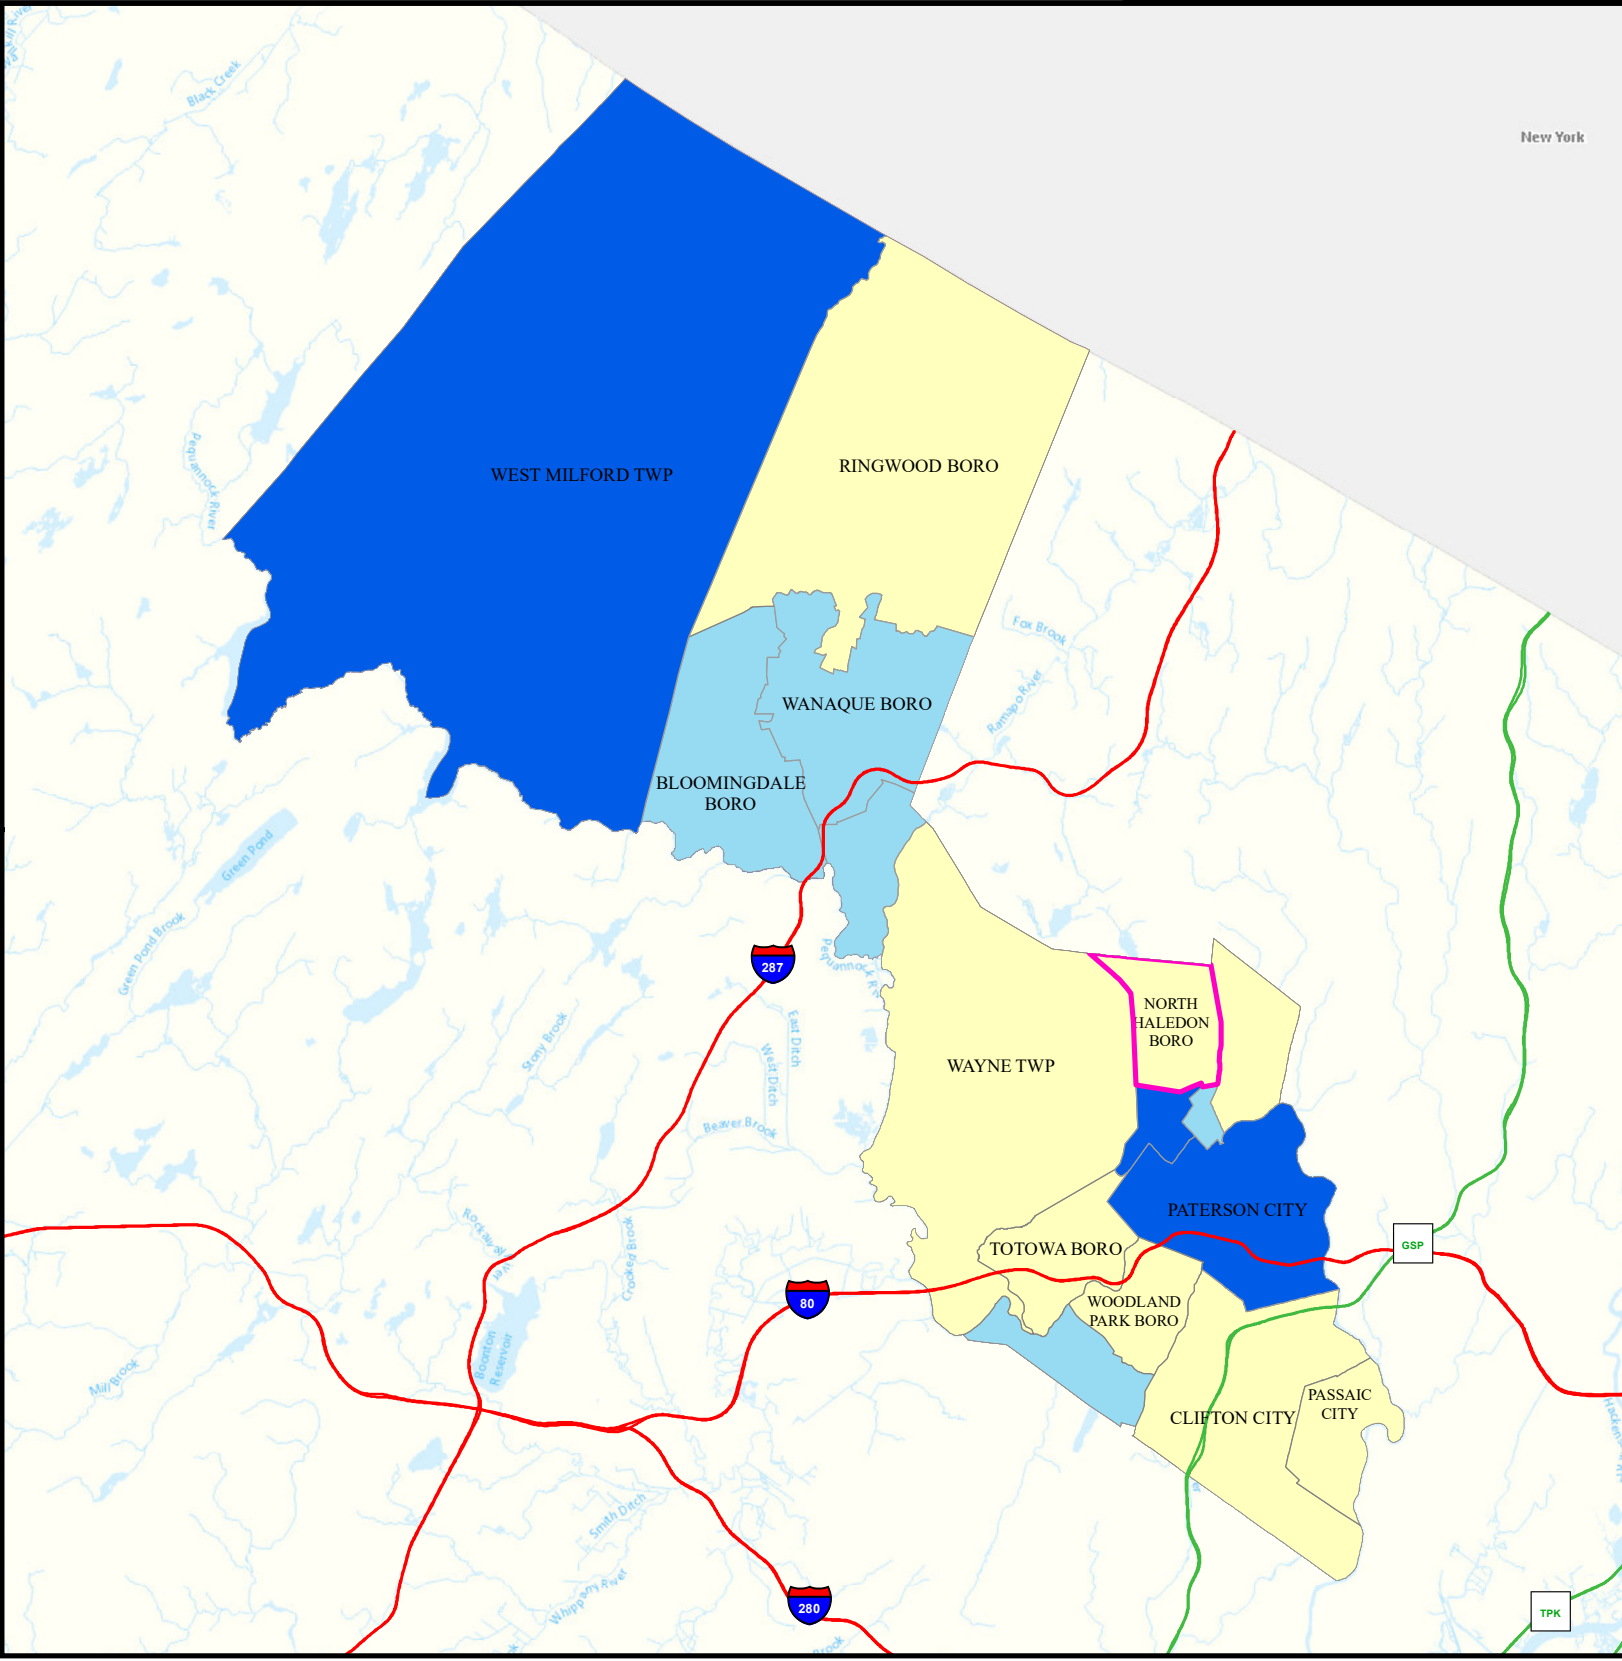 Black Creek
New York
Pequannock River
WEST MILFORD TWP
RINGWOOD BORO
Fox Brook
Ramapo River
WANAQUE BORO
BLOOMINGDALE
BORO
Green Pond
Green Pond Brook
287
NORTH
HALEDON
BORO
Stony Brook
East Ditch
West Ditch
WAYNE TWP
Beaver Brook
PATERSON CITY
Crooked Brook
TOTOWA BORO
GSP
80
WOODLAND
PARK BORO
Boonton
Reservoir
Mill Brook
PASSAIC
CITY
CLIFTON CITY
Smith Ditch
Whippany River
280
TPK